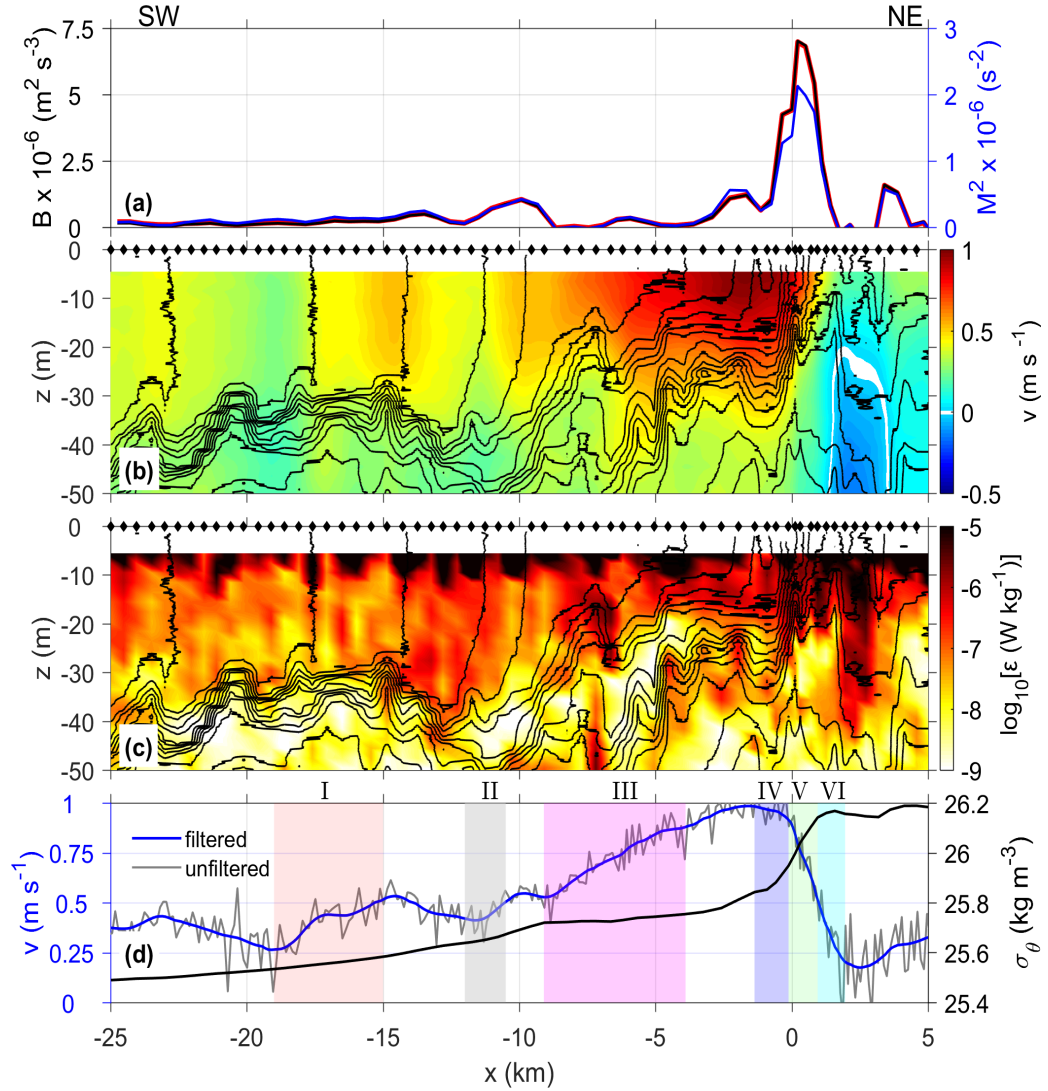 SW NE
7.5 3
5 2
2.5 1
0 0
B x 10⁻⁶ (m² s⁻³)
M² x 10⁻⁶ (s⁻²)
(a)
0 1
-10
-20 0.5
-30
-40 0
-50 -0.5
z (m)
v (m s⁻¹)
(b)
0 -5
-10 -6
-20 -7
-30
-40 -8
-50 -9
z (m)
log₁₀[ε (W kg⁻¹)]
(c)
I II III IV V VI
1 26.2
0.75 26
0.5 25.8
0.25 25.6
0 25.4
v (m s⁻¹)
σθ (kg m⁻³)
filtered
unfiltered
(d)
-25 -20 -15 -10 -5 0 5
x (km)